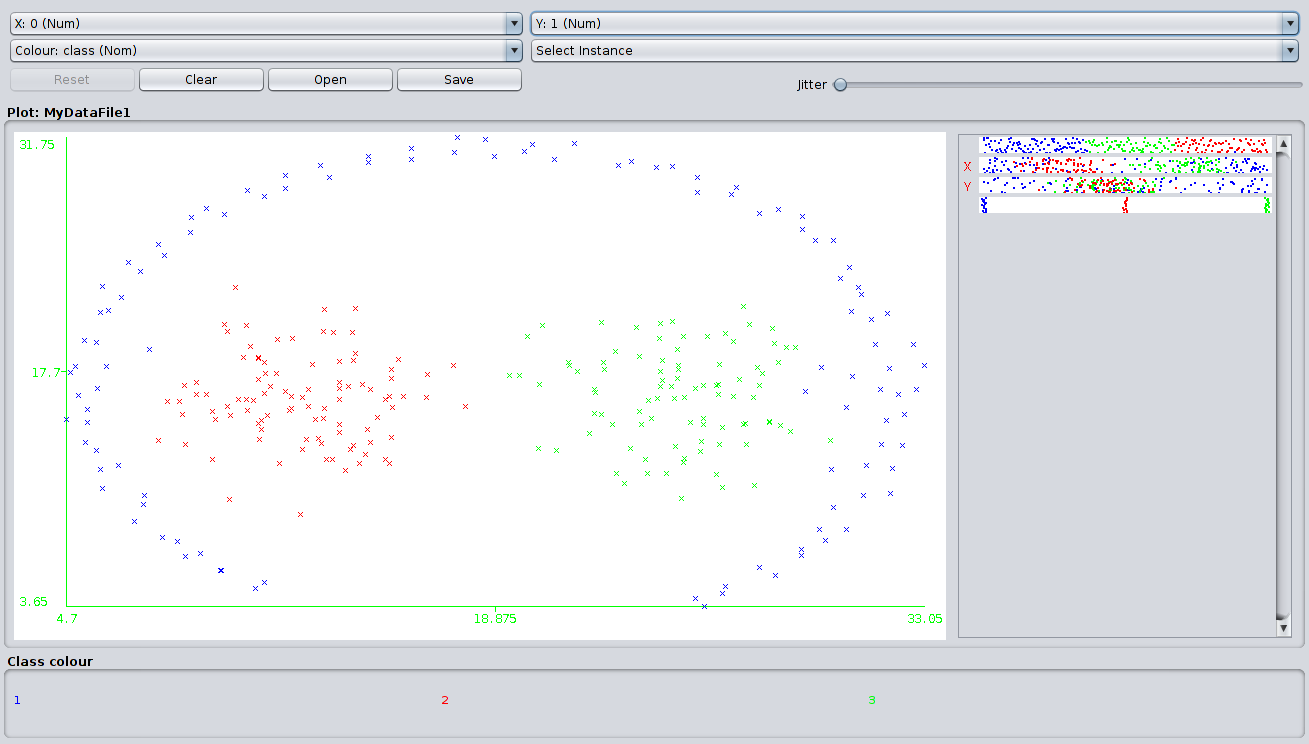 X: 0 (Num)
Y: 1 (Num)
Colour: class (Nom)
Select Instance
Reset
Clear
Open
Save
Jitter
Plot: MyDataFile1
31.75
17.7
3.65
4.7
18.875
33.05
X
Y
Class colour
1
2
3